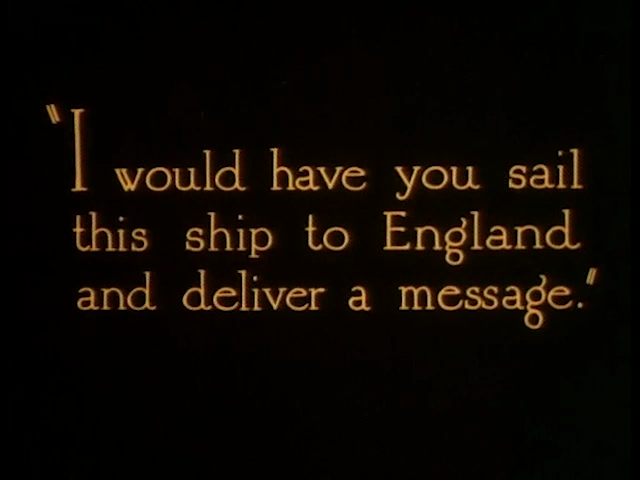 "I would have you sail
this ship to England
and deliver a message."